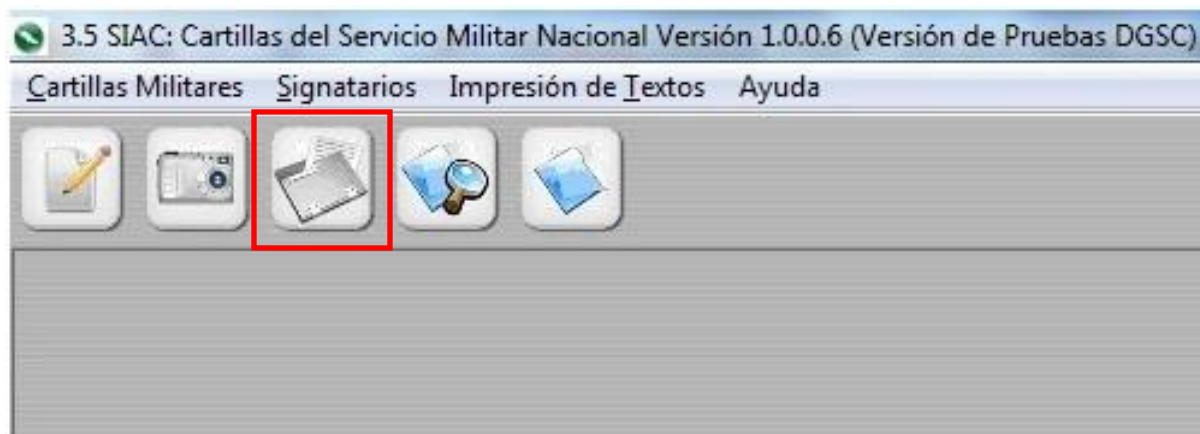 3.5 SIAC: Cartillas del Servicio Militar Nacional Versión 1.0.0.6 (Versión de Pruebas DGSC)
Cartillas Militares Signatarios Impresión de Textos Ayuda